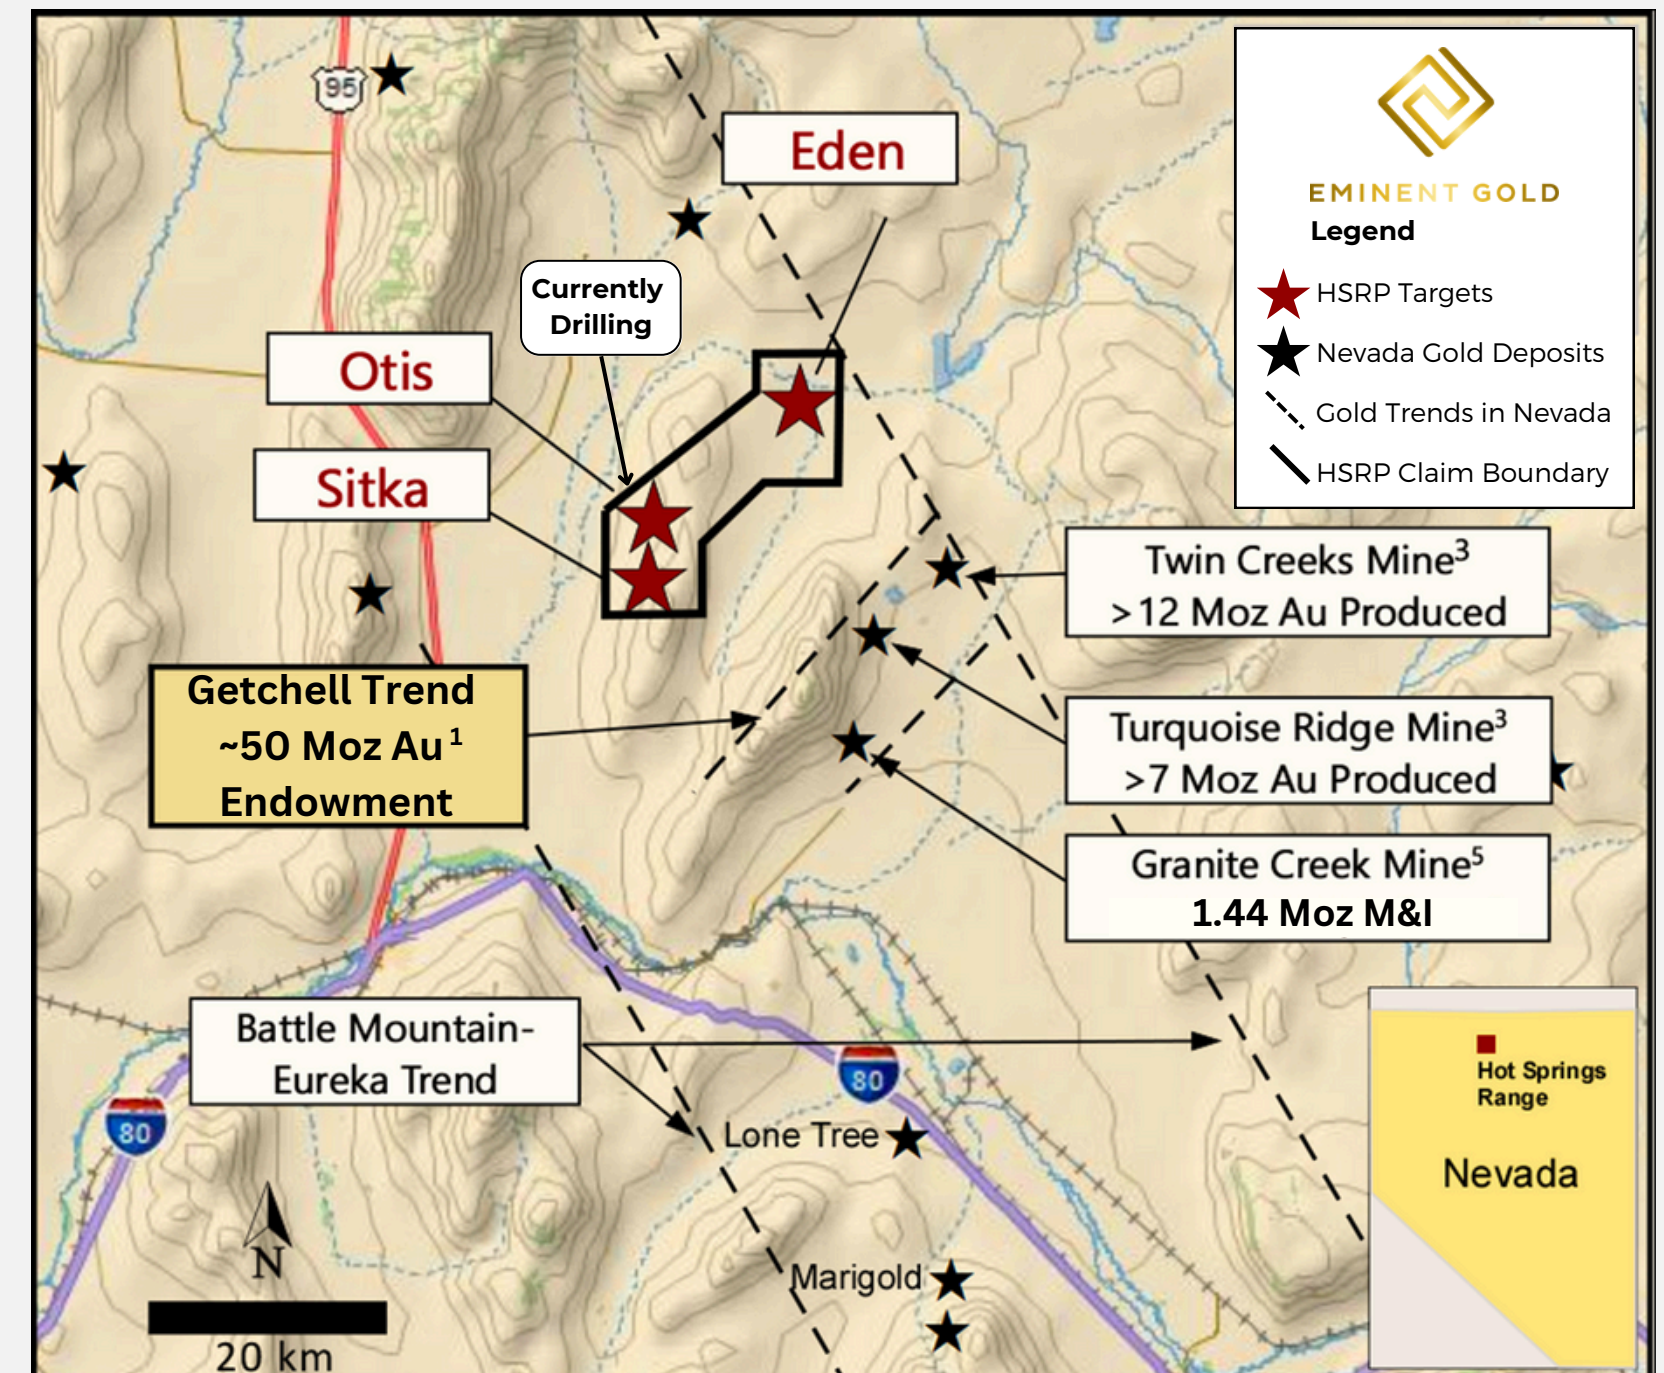 95
Eden
EMINENT GOLD
Legend
HSRP Targets
Nevada Gold Deposits
Gold Trends in Nevada
HSRP Claim Boundary
Currently
Drilling
Otis
Sitka
Twin Creeks Mine³
>12 Moz Au Produced
Getchell Trend
~50 Moz Au¹
Endowment
Turquoise Ridge Mine³
>7 Moz Au Produced
Granite Creek Mine⁵
1.44 Moz M&I
Battle Mountain-
Eureka Trend
80
80
Lone Tree
Marigold
Hot Springs
Range
Nevada
N
20 km